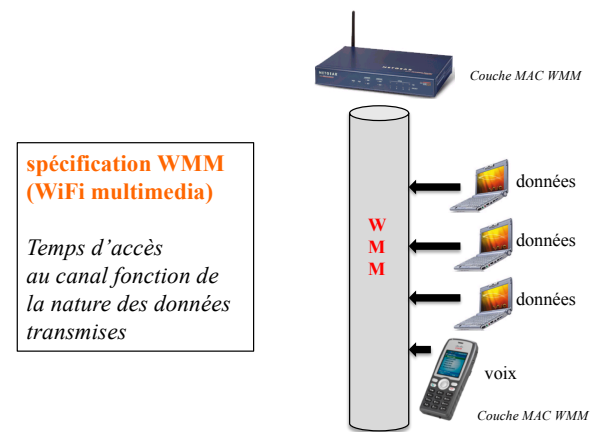 NETGEAR
Couche MAC WMM
spécification WMM
(WiFi multimedia)
Temps d’accès
au canal fonction de
la nature des données
transmises
W
M
M
données
données
données
voix
Couche MAC WMM